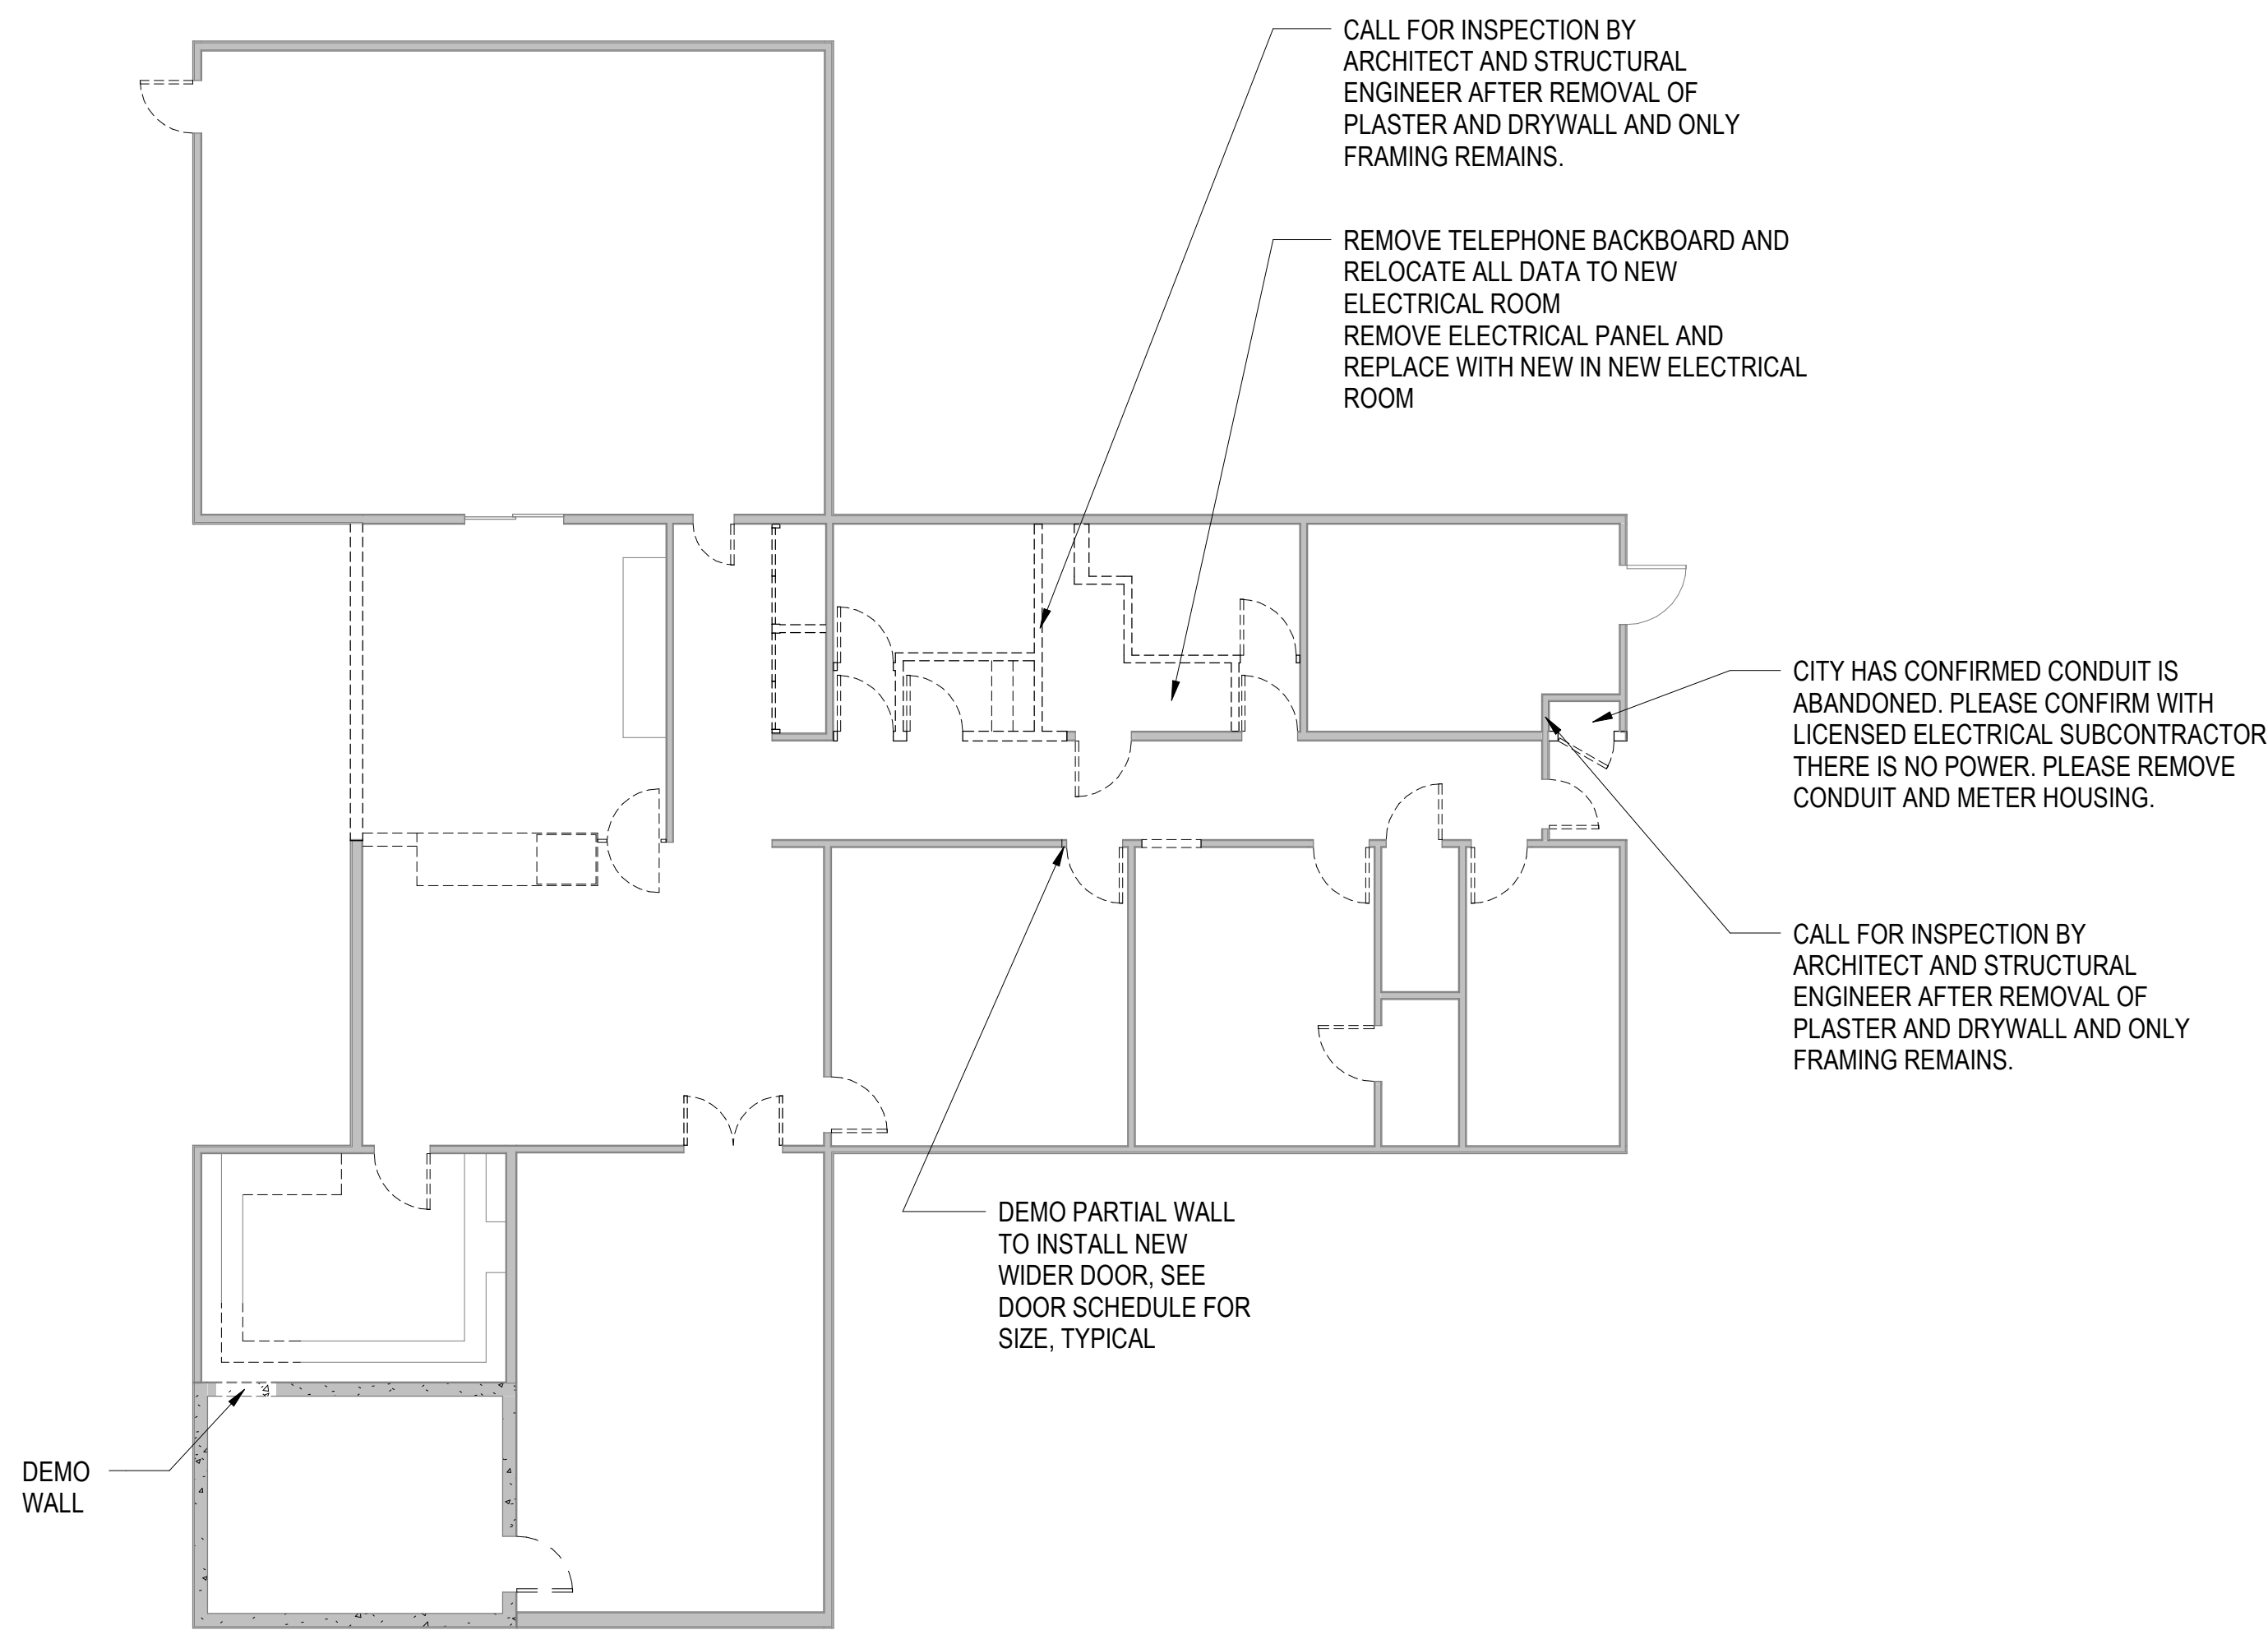 CALL FOR INSPECTION BY
ARCHITECT AND STRUCTURAL
ENGINEER AFTER REMOVAL OF
PLASTER AND DRYWALL AND ONLY
FRAMING REMAINS.
REMOVE TELEPHONE BACKBOARD AND
RELOCATE ALL DATA TO NEW
ELECTRICAL ROOM
REMOVE ELECTRICAL PANEL AND
REPLACE WITH NEW IN NEW ELECTRICAL
ROOM
CITY HAS CONFIRMED CONDUIT IS
ABANDONED. PLEASE CONFIRM WITH
LICENSED ELECTRICAL SUBCONTRACTOR
THERE IS NO POWER. PLEASE REMOVE
CONDUIT AND METER HOUSING.
CALL FOR INSPECTION BY
ARCHITECT AND STRUCTURAL
ENGINEER AFTER REMOVAL OF
PLASTER AND DRYWALL AND ONLY
FRAMING REMAINS.
DEMO PARTIAL WALL
TO INSTALL NEW
WIDER DOOR, SEE
DOOR SCHEDULE FOR
SIZE, TYPICAL
DEMO
WALL